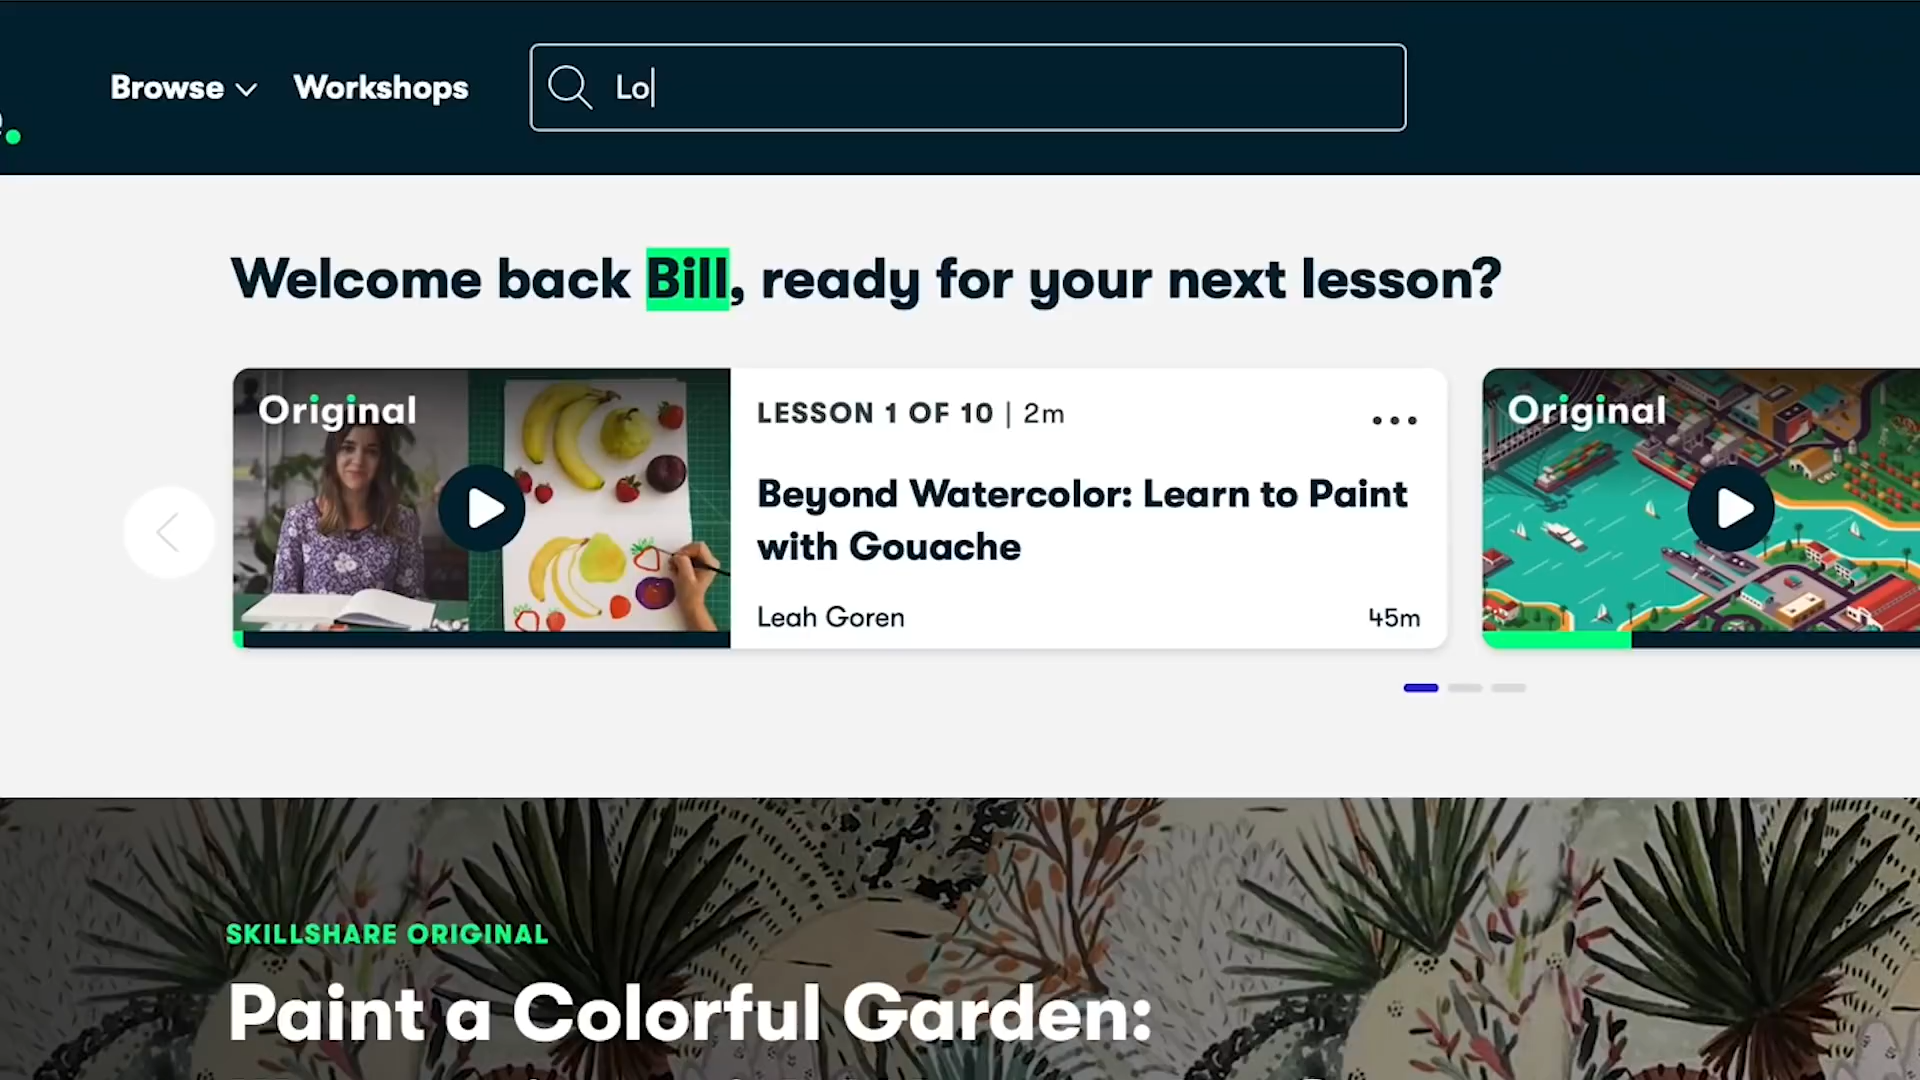 Browse Workshops Lo
Welcome back Bill, ready for your next lesson?
Original
LESSON 1 OF 10 | 2m
Beyond Watercolor: Learn to Paint
with Gouache
Leah Goren 45m
Original
SKILLSHARE ORIGINAL
Paint a Colorful Garden: